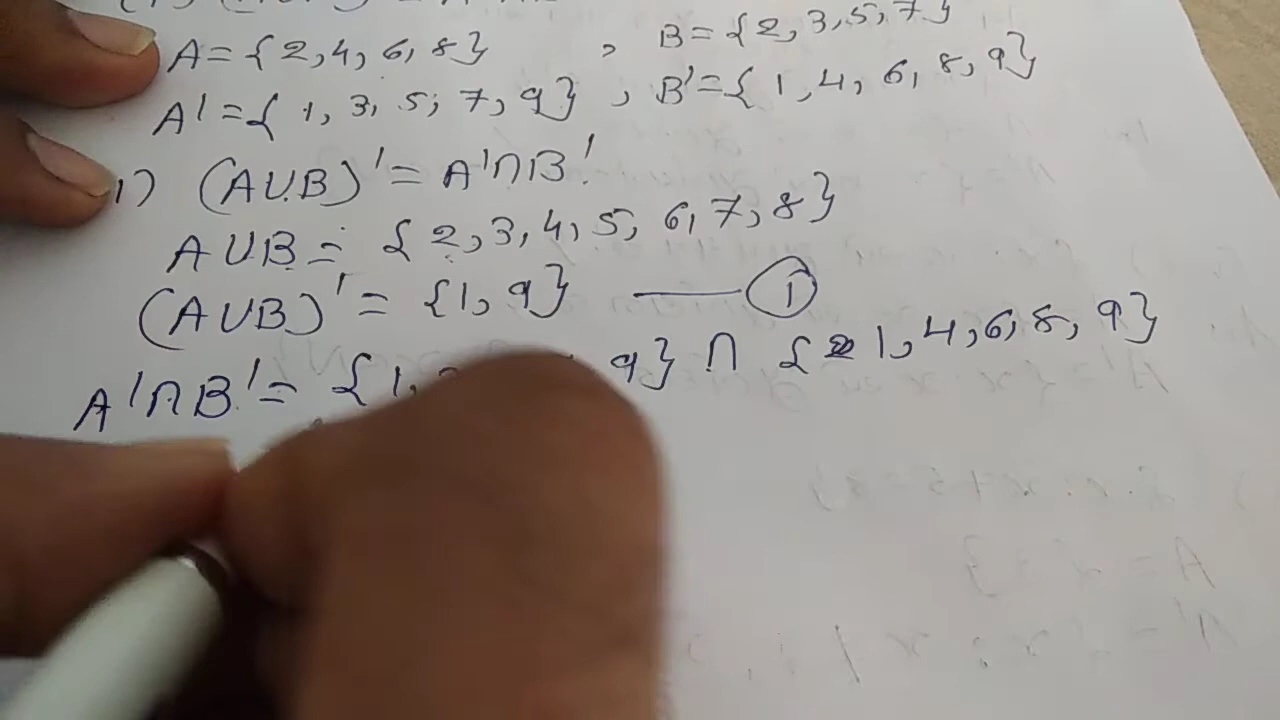 A = {2, 4, 6, 8} , B = {2, 3, 5, 7}
A' = { 1, 3, 5, 7, 9} , B' = { 1, 4, 6, 8, 9}
1) (A∪B)' = A'∩B'
A∪B = {2, 3, 4, 5, 6, 7, 8}
(A∪B)' = {1, 9} — ①
A'∩B' = {1, 9} ∩ { 1, 4, 6, 8, 9}